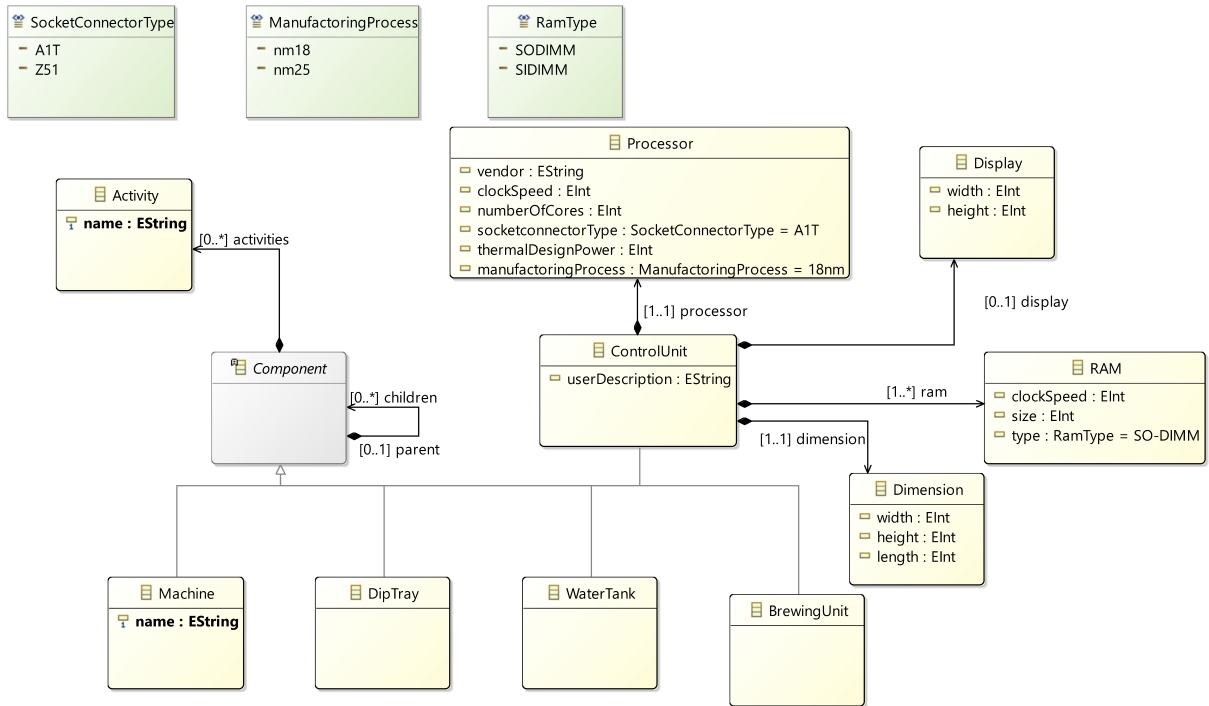 SocketConnectorType
A1T
Z51
ManufactoringProcess
nm18
nm25
RamType
SODIMM
SIDIMM
Processor
vendor : EString
clockSpeed : EInt
numberOfCores : EInt
socketconnectorType : SocketConnectorType = A1T
thermalDesignPower : EInt
manufactoringProcess : ManufactoringProcess = 18nm
Display
width : EInt
height : EInt
Activity
name : EString
[0..*] activities
[1..1] processor
[0..1] display
Component
[0..*] children
[0..1] parent
ControlUnit
userDescription : EString
[1..*] ram
[1..1] dimension
RAM
clockSpeed : EInt
size : EInt
type : RamType = SO-DIMM
Dimension
width : EInt
height : EInt
length : EInt
Machine
name : EString
DipTray
WaterTank
BrewingUnit